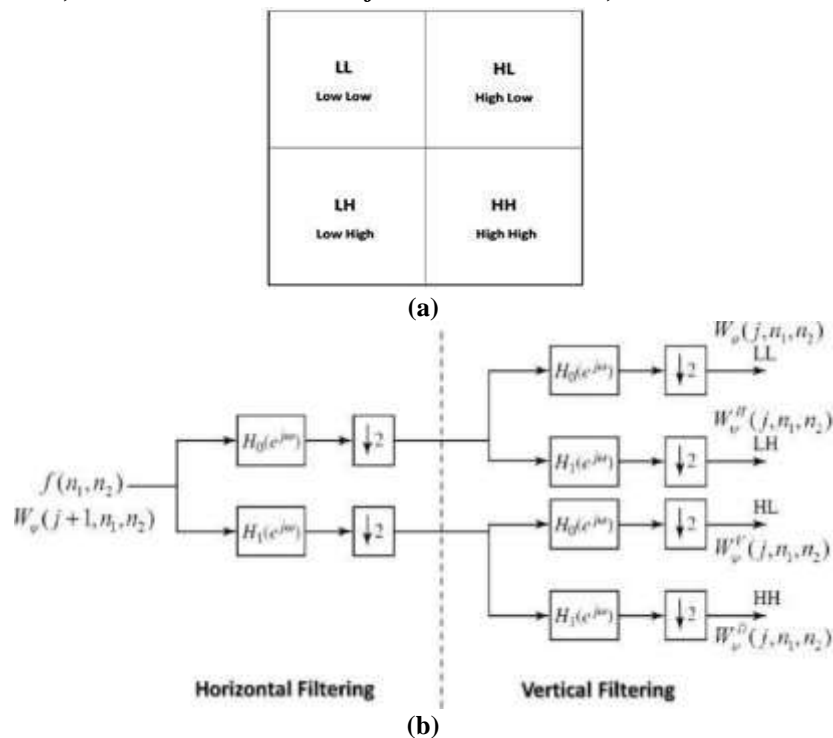 LL HL
Low Low High Low
LH HH
Low High High High
(a)
W_φ(j,n₁,n₂)
H₀(e^{jω}) ↓2 LL
W_ψ^H(j,n₁,n₂)
H₀(e^{jω}) ↓2 H₁(e^{jω}) ↓2 LH
f(n₁,n₂)
W_φ(j+1,n₁,n₂) H₁(e^{jω}) ↓2 H₀(e^{jω}) ↓2 HL
W_ψ^V(j,n₁,n₂)
H₁(e^{jω}) ↓2 HH
W_ψ^D(j,n₁,n₂)
Horizontal Filtering Vertical Filtering
(b)